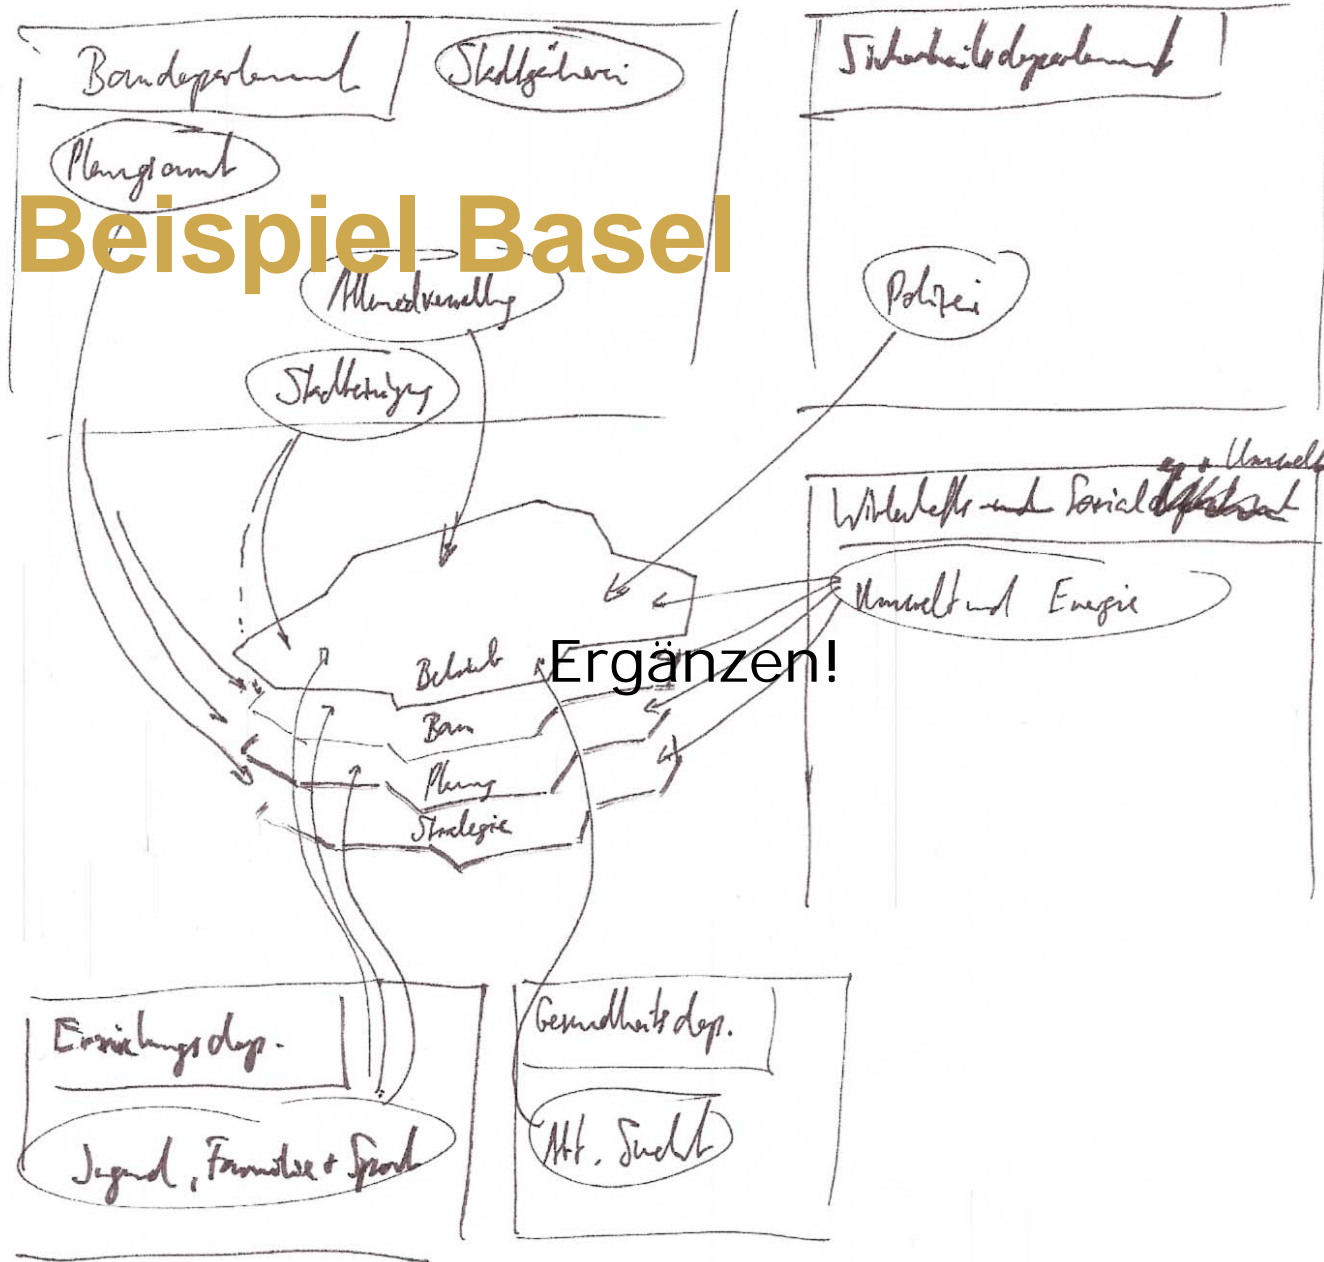 Baudepartement
Stadtgärtnerei
Sicherheitsdepartement
Planungsamt
Beispiel Basel
Allmendverwaltung
Polizei
Stadtreinigung
+ Umwelt
Wirtschafts- und Sozial
Umwelt und Energie
Betrieb
Ergänzen!
Bau
Planung
Strategie
Erziehungsdep.
Gesundheitsdep.
Jugend, Familie + Sport
Abt. Sucht